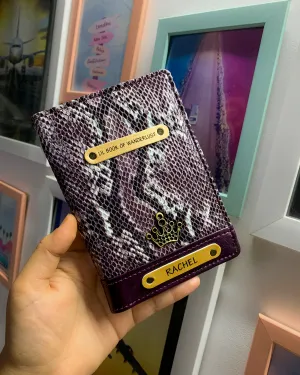 LIL BOOK OF WANDERLUST
RACHEL